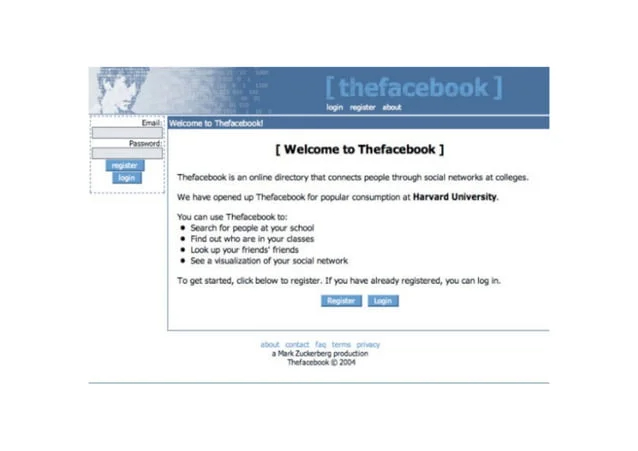 [ thefacebook ]
login register about
Email:
Password:
register
login
Welcome to Thefacebook!
[ Welcome to Thefacebook ]
Thefacebook is an online directory that connects people through social networks at colleges.
We have opened up Thefacebook for popular consumption at Harvard University.
You can use Thefacebook to:
• Search for people at your school
• Find out who are in your classes
• Look up your friends' friends
• See a visualization of your social network
To get started, click below to register. If you have already registered, you can log in.
Register Login
about contact faq terms privacy
a Mark Zuckerberg production
Thefacebook © 2004